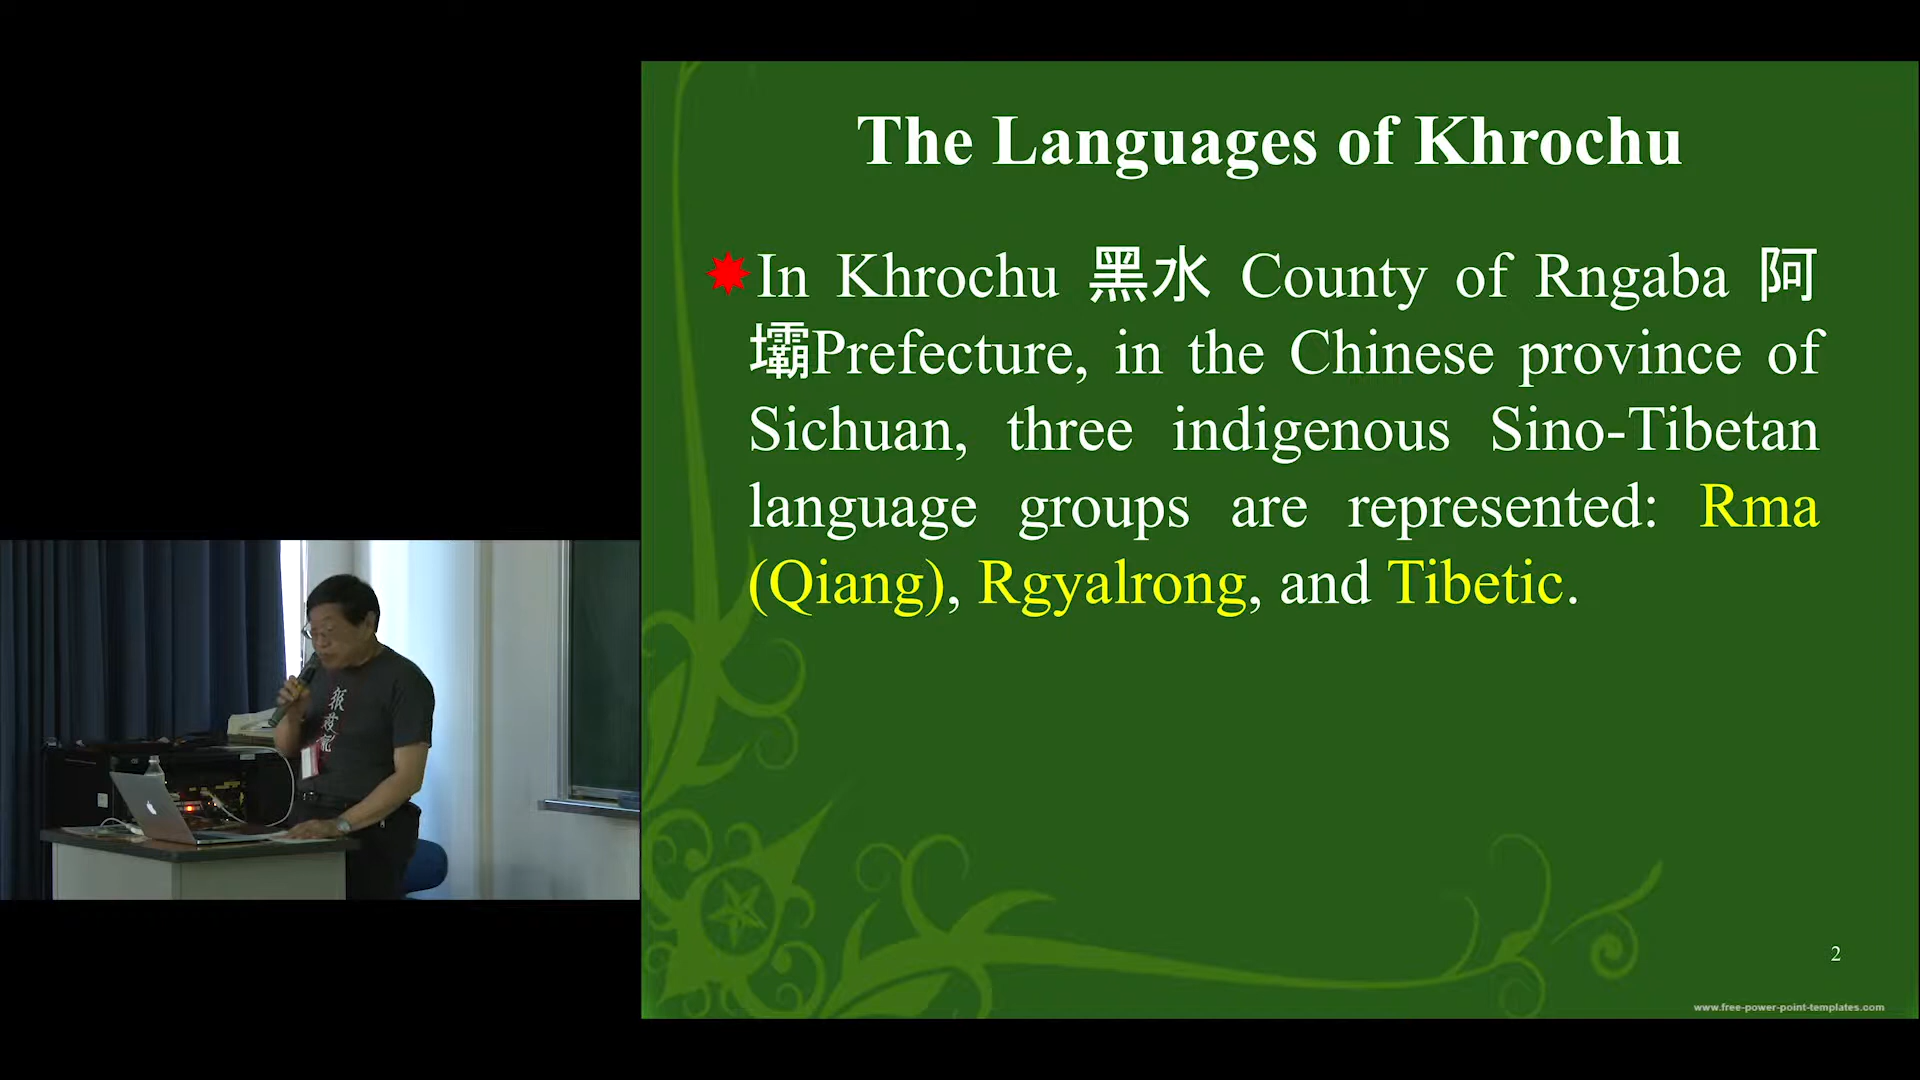 The Languages of Khrochu
In Khrochu 黑水 County of Rngaba 阿
壩Prefecture, in the Chinese province of
Sichuan, three indigenous Sino-Tibetan
language groups are represented: Rma
(Qiang), Rgyalrong, and Tibetic.
2
www.free-power-point-templates.com